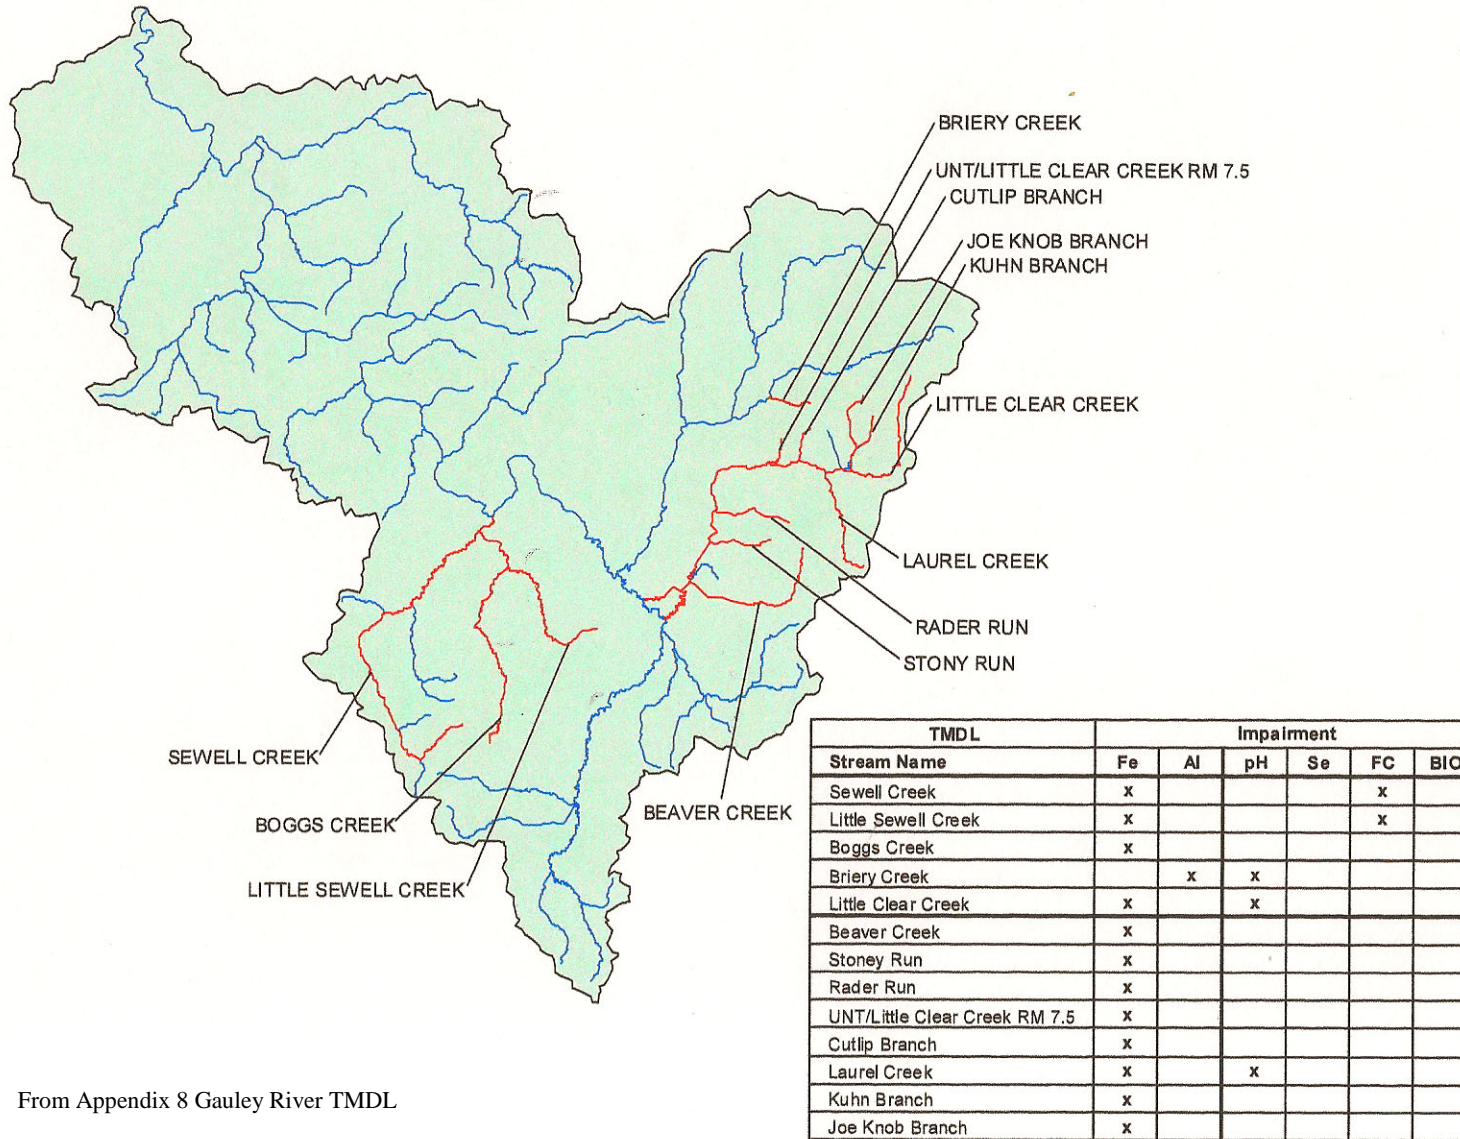 BRIERY CREEK
UNT/LITTLE CLEAR CREEK RM 7.5
CUTLIP BRANCH
JOE KNOB BRANCH
KUHN BRANCH
LITTLE CLEAR CREEK
LAUREL CREEK
RADER RUN
STONY RUN
SEWELL CREEK
BEAVER CREEK
BOGGS CREEK
LITTLE SEWELL CREEK
TMDL Impairment
Stream Name Fe Al pH Se FC BIO
Sewell Creek x x
Little Sewell Creek x x
Boggs Creek x
Briery Creek x x
Little Clear Creek x x
Beaver Creek x
Stoney Run x
Rader Run x
UNT/Little Clear Creek RM 7.5 x
Cutlip Branch x
Laurel Creek x x
Kuhn Branch x
Joe Knob Branch x
From Appendix 8 Gauley River TMDL